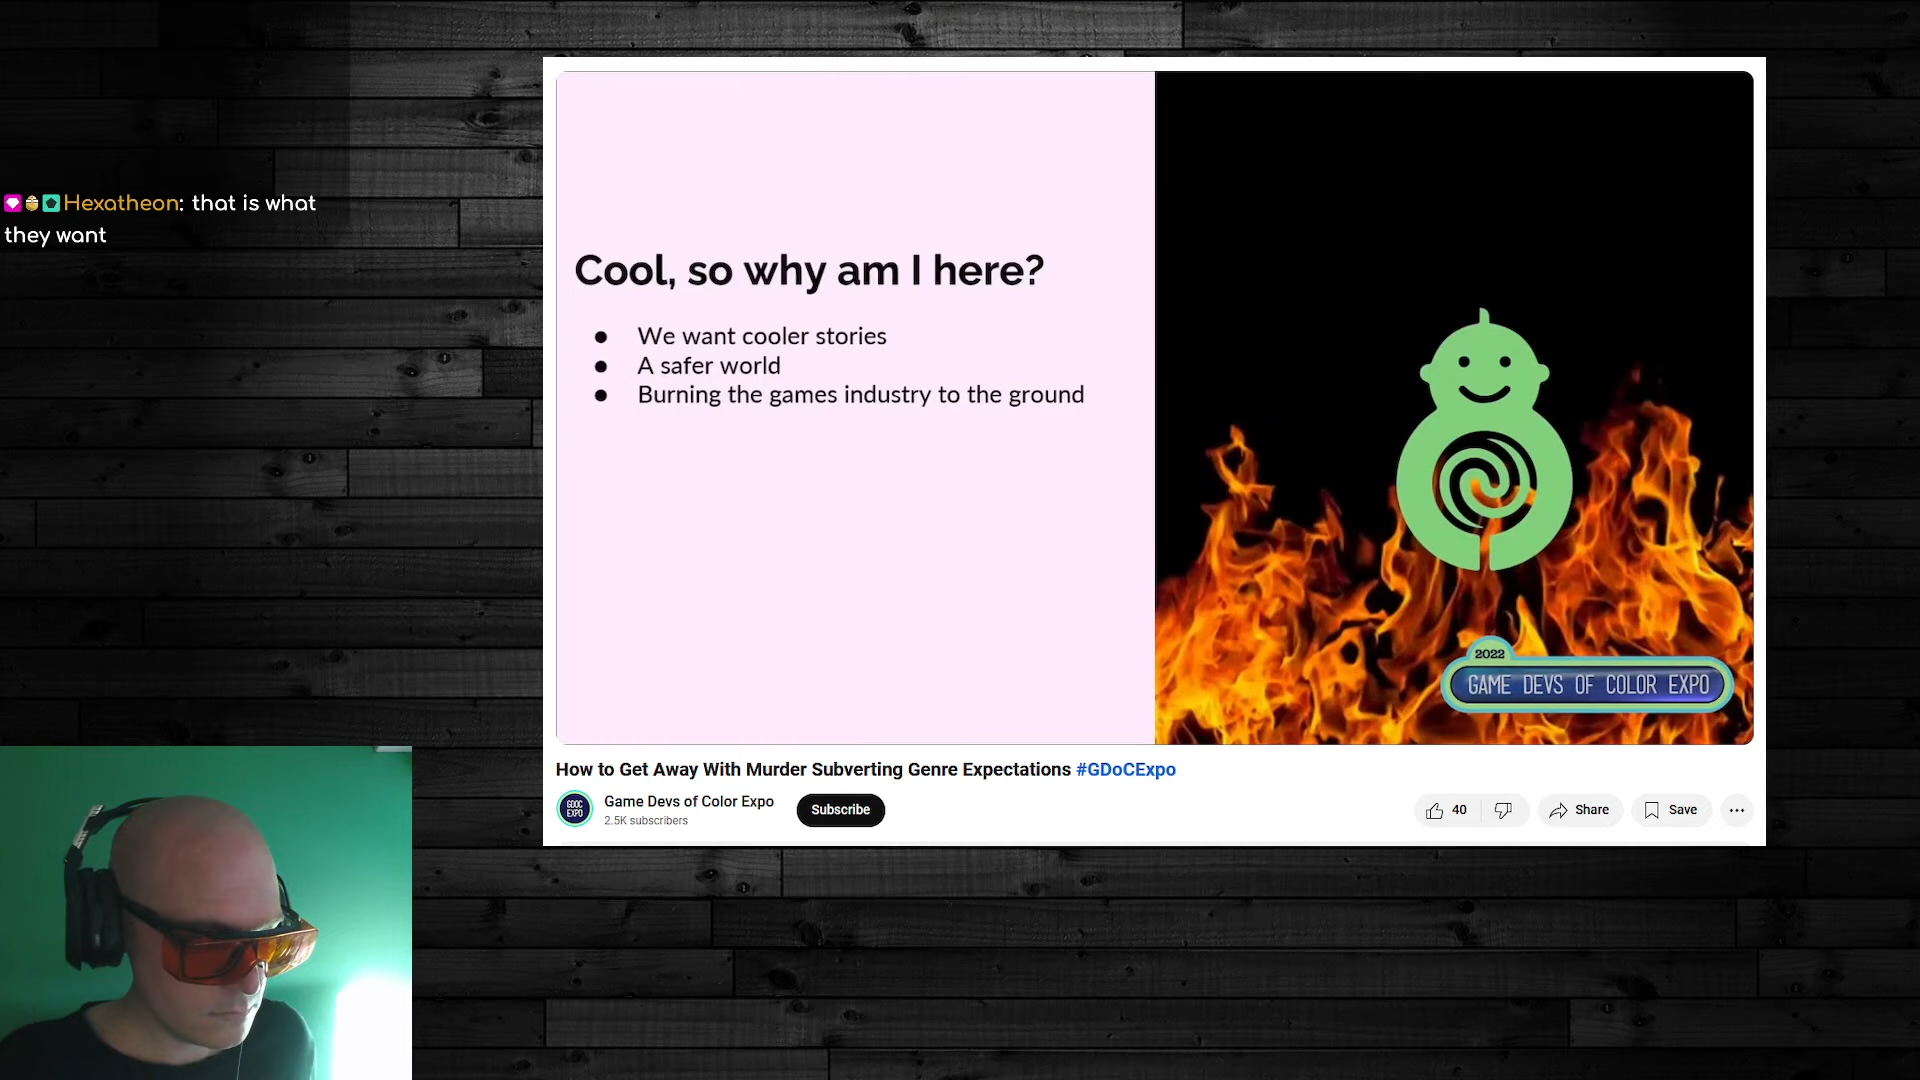 Hexatheon: that is what
they want
Cool, so why am I here?
● We want cooler stories
● A safer world
● Burning the games industry to the ground
2022
GAME DEVS OF COLOR EXPO
How to Get Away With Murder Subverting Genre Expectations #GDoCExpo
GDOC
EXPO
Game Devs of Color Expo
2.5K subscribers
Subscribe
40
Share
Save